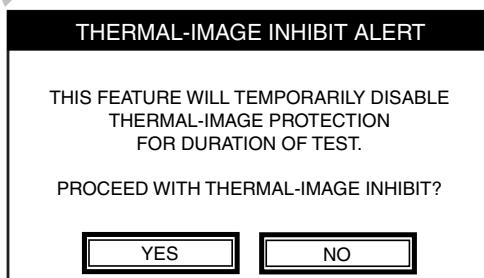 THERMAL-IMAGE INHIBIT ALERT
THIS FEATURE WILL TEMPORARILY DISABLE
THERMAL-IMAGE PROTECTION
FOR DURATION OF TEST.
PROCEED WITH THERMAL-IMAGE INHIBIT?
YES NO